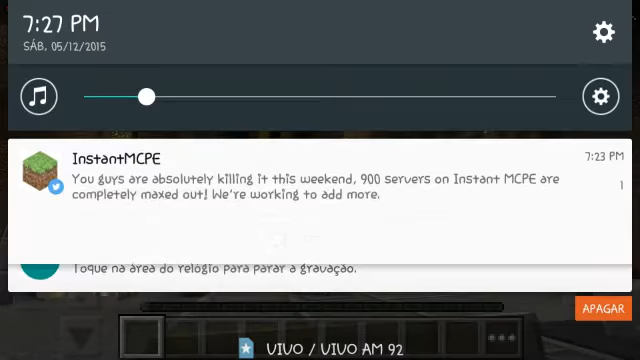 7:27 PM
SÁB, 05/12/2015
InstantMCPE
7:23 PM
You guys are absolutely killing it this weekend, 900 servers on Instant MCPE are
completely maxed out! We're working to add more.
1
Toque na área do relógio para parar a gravação.
APAGAR
VIVO / VIVO AM 92